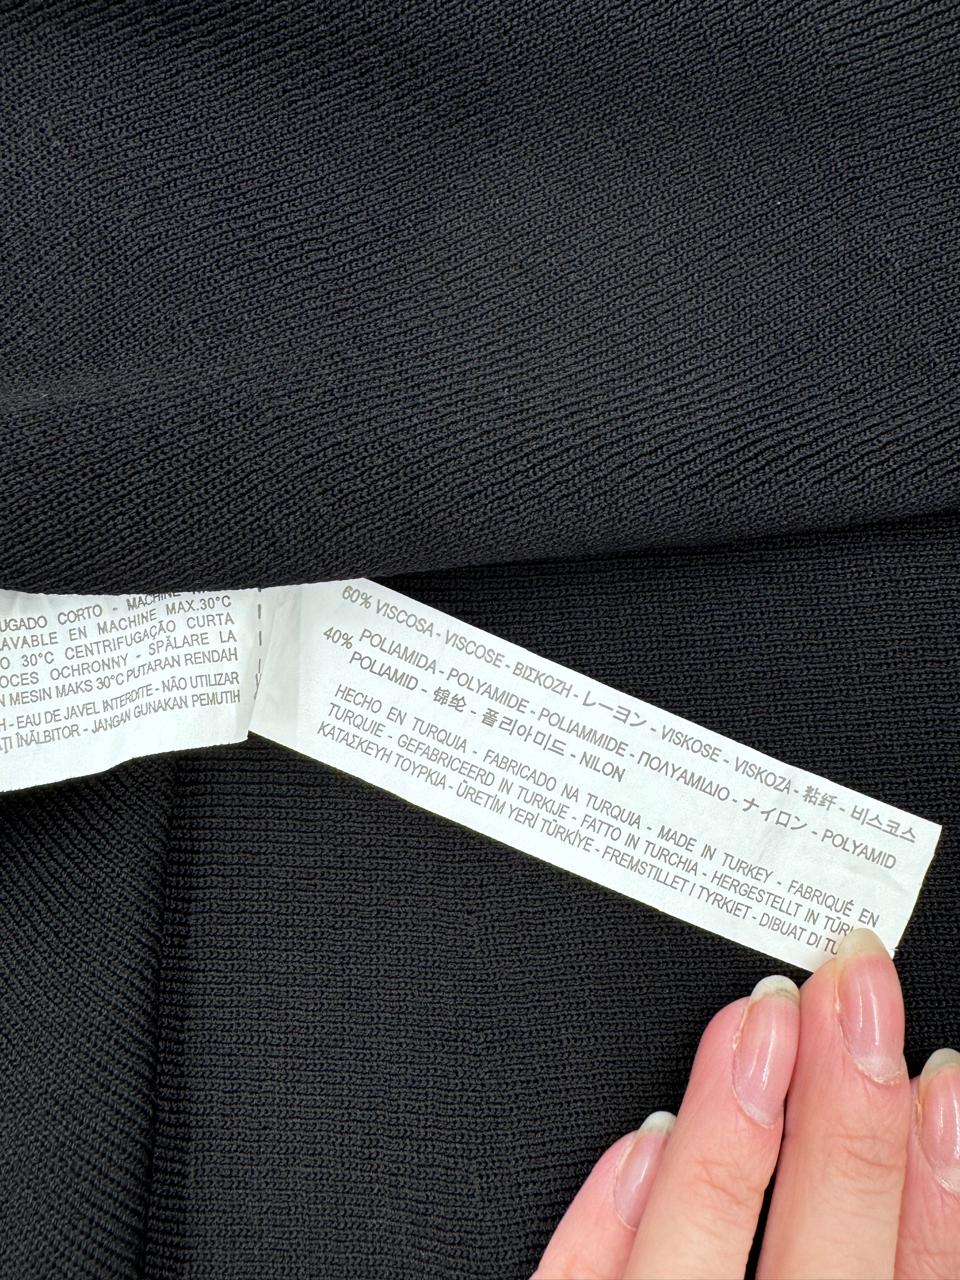 UGADO CORTO - MACHINE
AVABLE EN MACHINE MAX.30°C
O 30°C CENTRIFUGAÇÃO CURTA
OCES OCHRONNY - SPĂLARE LA
N MESIN MAKS 30°C PUTARAN RENDAH
H - EAU DE JAVEL INTERDITE - NÃO UTILIZAR
AȚI ÎNĂLBITOR - JANGAN GUNAKAN PEMUTIH
60% VISCOSA - VISCOSE - ΒΙΣΚΟΖΗ - レーヨン - VISKOSE - VISKOZA - 粘纤 - 비스코스
40% POLIAMIDA - POLYAMIDE - POLIAMMIDE - ΠΟΛΥΑΜΙΔΙΟ - ナイロン - POLYAMID
POLIAMID - 锦纶 - 폴리아미드 - NILON
HECHO EN TURQUIA - FABRICADO NA TURQUIA - MADE IN TURKEY - FABRIQUÉ EN
TURQUIE - GEFABRICEERD IN TURKIJE - FATTO IN TURCHIA - HERGESTELLT IN TÜR
ΚΑΤΑΣΚΕΥΗ ΤΟΥΡΚΙΑ - ÜRETİM YERİ TÜRKİYE - FREMSTILLET I TYRKIET - DIBUAT DI TU